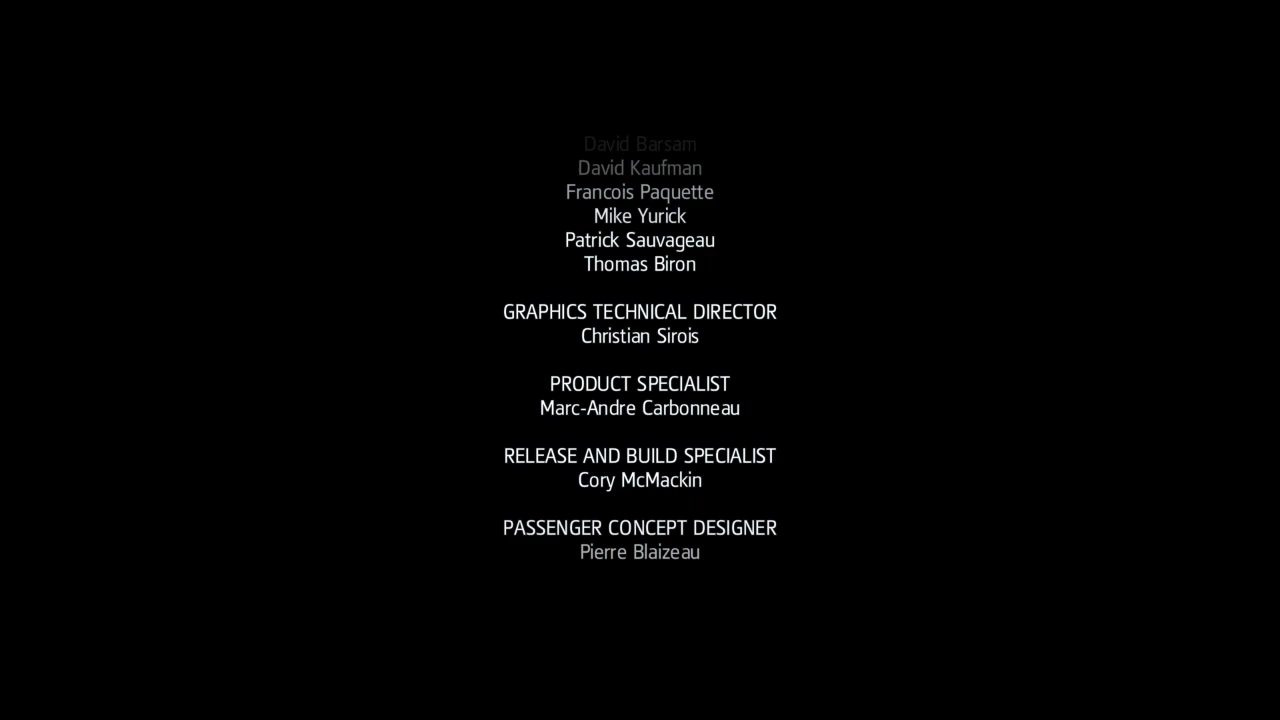 David Barsam
David Kaufman
Francois Paquette
Mike Yurick
Patrick Sauvageau
Thomas Biron
GRAPHICS TECHNICAL DIRECTOR
Christian Sirois
PRODUCT SPECIALIST
Marc-Andre Carbonneau
RELEASE AND BUILD SPECIALIST
Cory McMackin
PASSENGER CONCEPT DESIGNER
Pierre Blaizeau